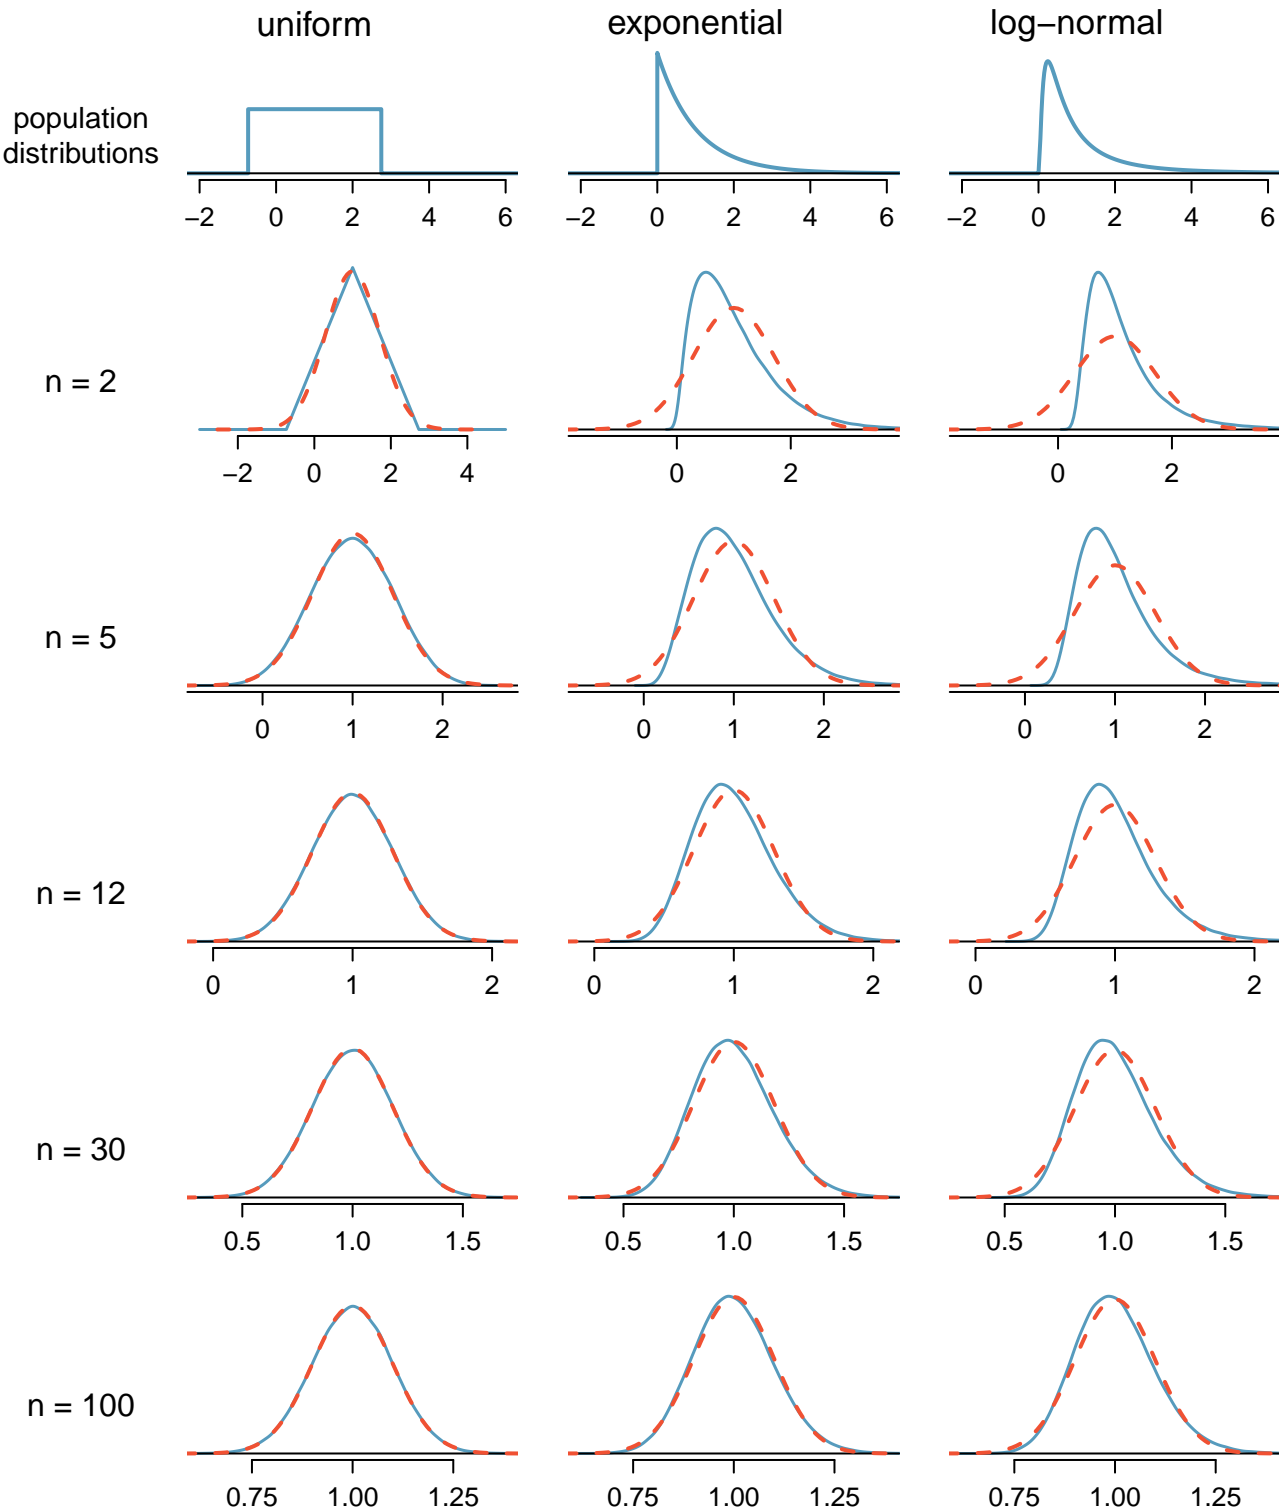 uniform exponential log−normal
population
distributions
−2 0 2 4 6 −2 0 2 4 6 −2 0 2 4 6
n = 2
−2 0 2 4 0 2 0 2
n = 5
0 1 2 0 1 2 0 1 2
n = 12
0 1 2 0 1 2 0 1 2
n = 30
0.5 1.0 1.5 0.5 1.0 1.5 0.5 1.0 1.5
n = 100
0.75 1.00 1.25 0.75 1.00 1.25 0.75 1.00 1.25